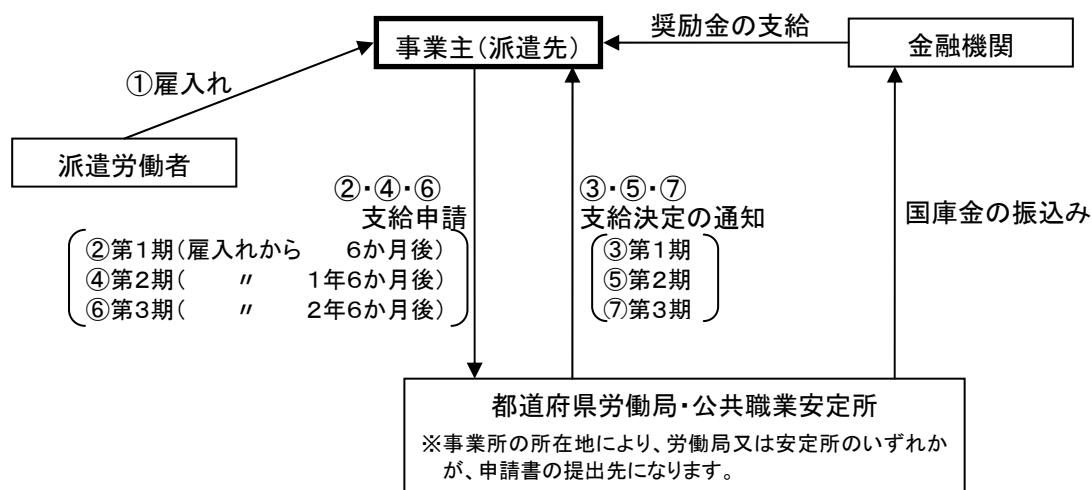 奨励金の支給
事業主(派遣先)
金融機関
①雇入れ
派遣労働者
②・④・⑥
支給申請
②第1期(雇入れから 6か月後)
④第2期( 〃 1年6か月後)
⑥第3期( 〃 2年6か月後)
③・⑤・⑦
支給決定の通知
③第1期
⑤第2期
⑦第3期
国庫金の振込み
都道府県労働局・公共職業安定所
※事業所の所在地により、労働局又は安定所のいずれか
が、申請書の提出先になります。